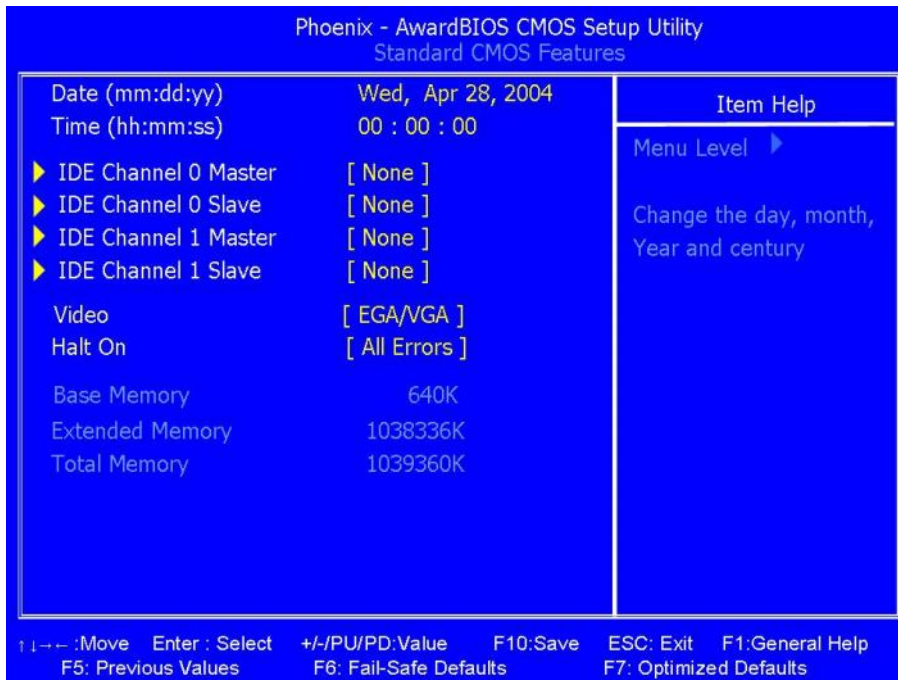 Phoenix - AwardBIOS CMOS Setup Utility
Standard CMOS Features
Date (mm:dd:yy) Wed, Apr 28, 2004
Time (hh:mm:ss) 00 : 00 : 00
IDE Channel 0 Master [ None ]
IDE Channel 0 Slave [ None ]
IDE Channel 1 Master [ None ]
IDE Channel 1 Slave [ None ]
Video [ EGA/VGA ]
Halt On [ All Errors ]
Base Memory 640K
Extended Memory 1038336K
Total Memory 1039360K
Item Help
Menu Level
Change the day, month,
Year and century
↑↓→← :Move Enter : Select +/-/PU/PD:Value F10:Save ESC: Exit F1:General Help
F5: Previous Values F6: Fail-Safe Defaults F7: Optimized Defaults